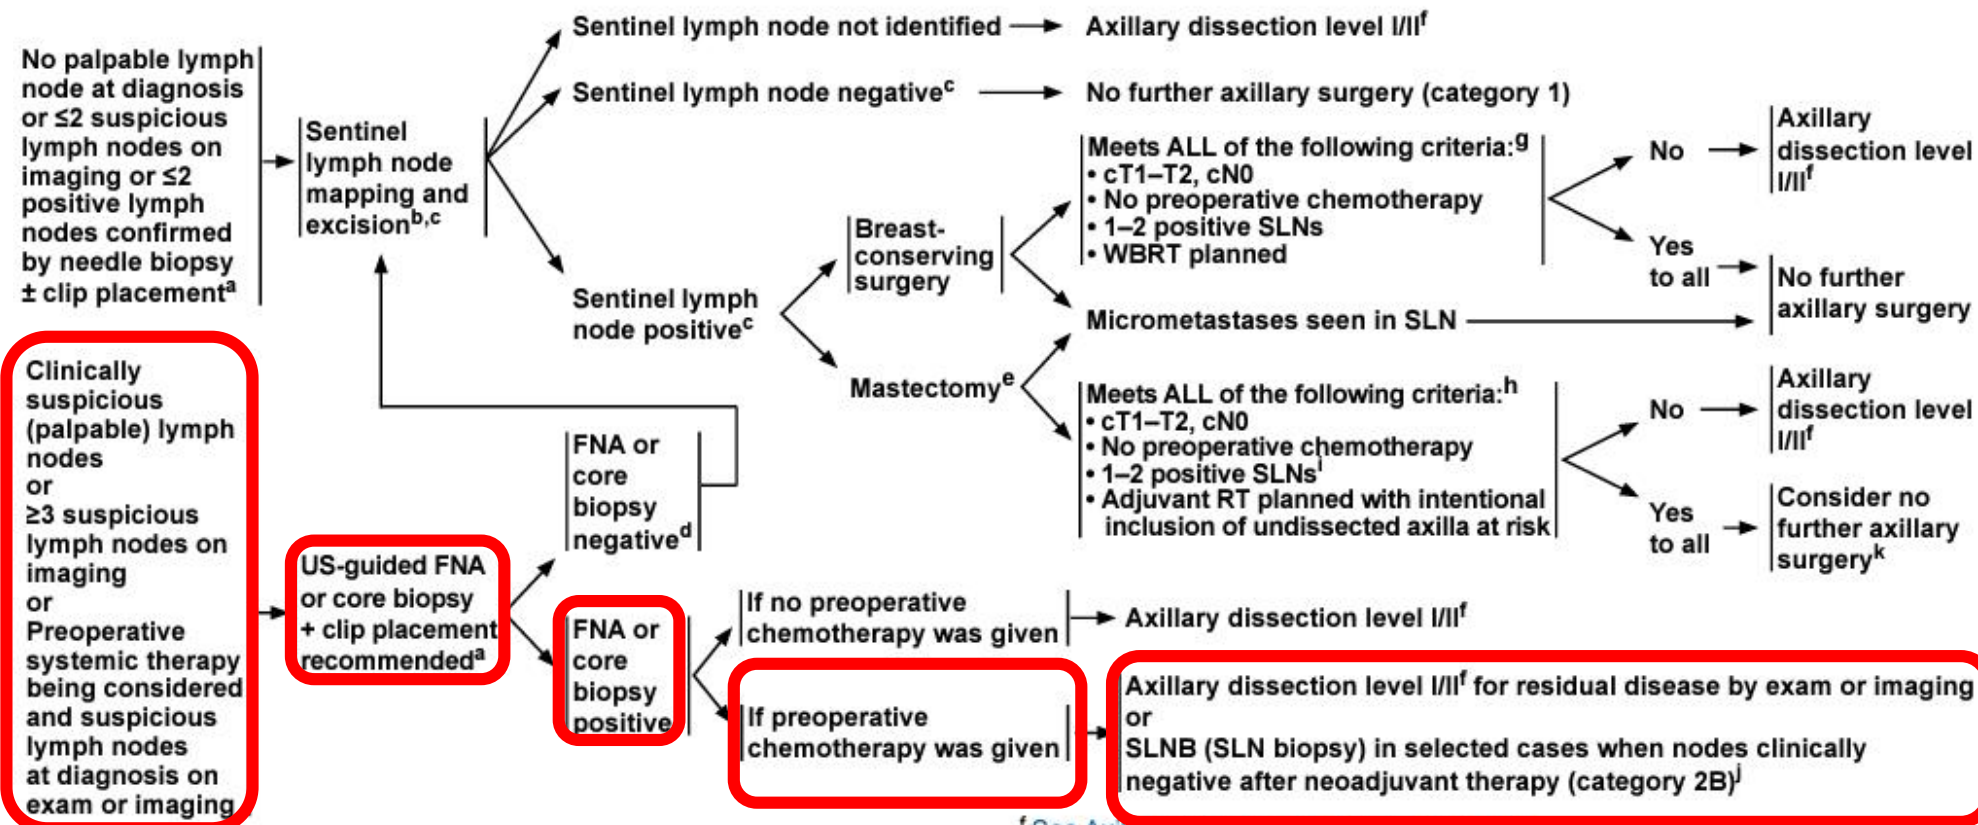 No palpable lymph
node at diagnosis
or ≤2 suspicious
lymph nodes on
imaging or ≤2
positive lymph
nodes confirmed
by needle biopsy
± clip placementᵃ
Sentinel
lymph node
mapping and
excisionᵇ,ᶜ
Sentinel lymph node not identified
Axillary dissection level I/IIᶠ
Sentinel lymph node negativeᶜ
No further axillary surgery (category 1)
Sentinel lymph
node positiveᶜ
Breast-
conserving
surgery
Meets ALL of the following criteria:ᵍ
• cT1–T2, cN0
• No preoperative chemotherapy
• 1–2 positive SLNs
• WBRT planned
No
Axillary
dissection level
I/IIᶠ
Yes
to all
No further
axillary surgery
Micrometastases seen in SLN
Mastectomyᵉ
Meets ALL of the following criteria:ʰ
• cT1–T2, cN0
• No preoperative chemotherapy
• 1–2 positive SLNsⁱ
• Adjuvant RT planned with intentional
inclusion of undissected axilla at risk
No
Axillary
dissection level
I/IIᶠ
Yes
to all
Consider no
further axillary
surgeryᵏ
Clinically
suspicious
(palpable) lymph
nodes
or
≥3 suspicious
lymph nodes on
imaging
or
Preoperative
systemic therapy
being considered
and suspicious
lymph nodes
at diagnosis on
exam or imaging
US-guided FNA
or core biopsy
+ clip placement
recommendedᵃ
FNA or
core
biopsy
negativeᵈ
FNA or
core
biopsy
positive
If no preoperative
chemotherapy was given
Axillary dissection level I/IIᶠ
If preoperative
chemotherapy was given
Axillary dissection level I/IIᶠ for residual disease by exam or imaging
or
SLNB (SLN biopsy) in selected cases when nodes clinically
negative after neoadjuvant therapy (category 2B)ʲ